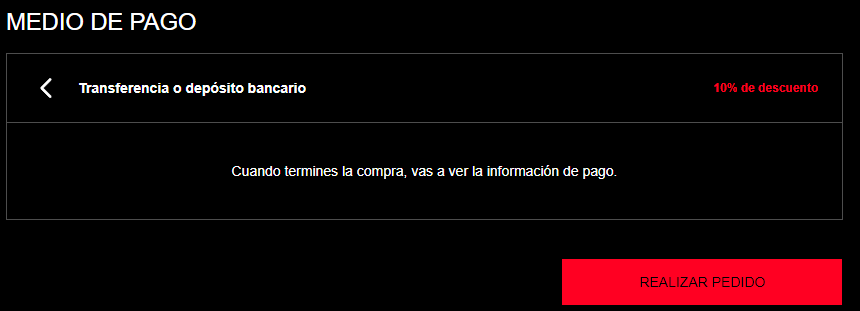 MEDIO DE PAGO
Transferencia o depósito bancario 10% de descuento
Cuando termines la compra, vas a ver la información de pago.
REALIZAR PEDIDO